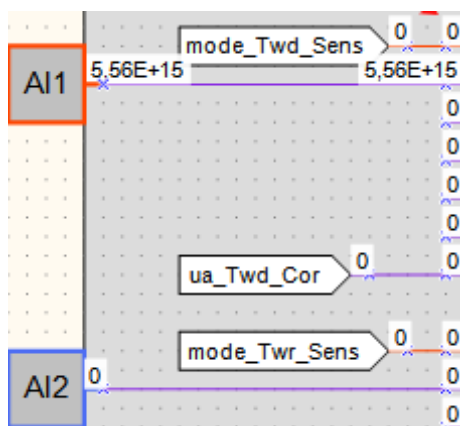 mode_Twd_Sens 0 0
AI1 5,56E+15 5,56E+15
0
0
0
0
ua_Twd_Cor 0 0
mode_Twr_Sens 0 0
AI2 0 0
0